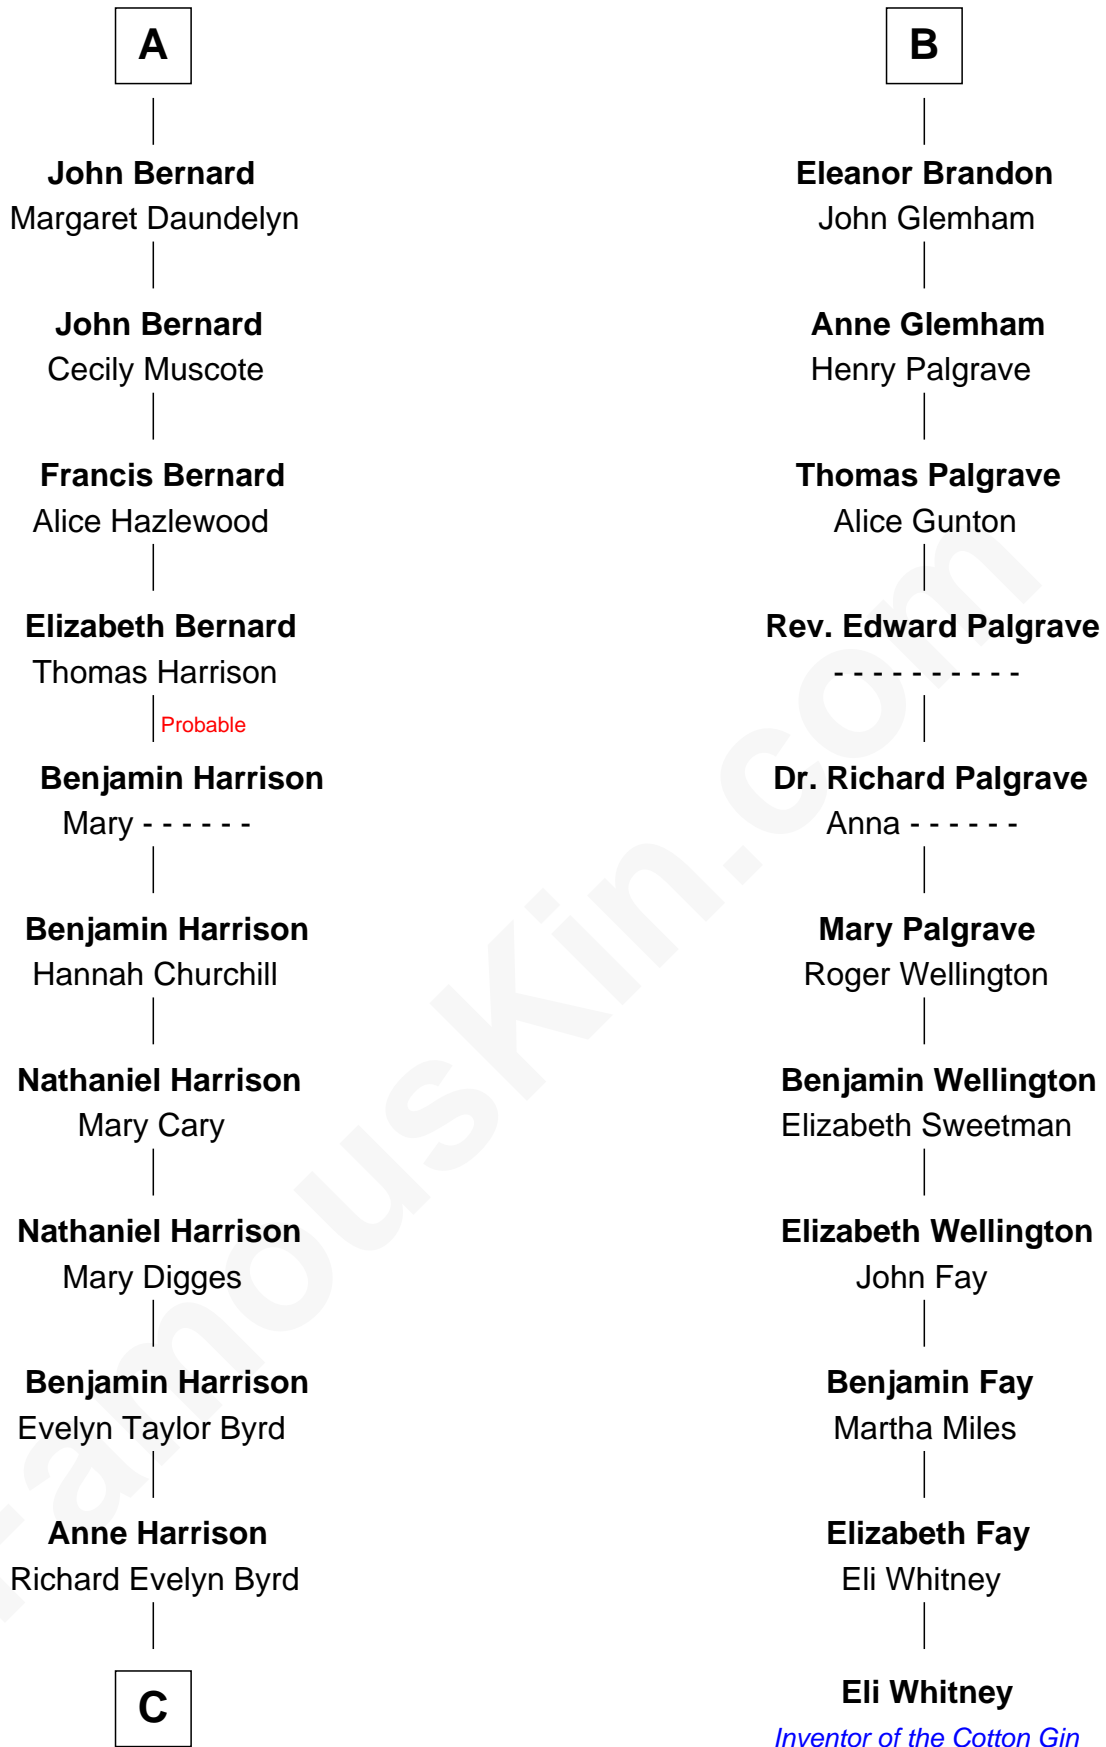 A
John Bernard
Margaret Daundelyn
John Bernard
Cecily Muscote
Francis Bernard
Alice Hazlewood
Elizabeth Bernard
Thomas Harrison
Probable
Benjamin Harrison
Mary - - - - - -
Benjamin Harrison
Hannah Churchill
Nathaniel Harrison
Mary Cary
Nathaniel Harrison
Mary Digges
Benjamin Harrison
Evelyn Taylor Byrd
Anne Harrison
Richard Evelyn Byrd
C
B
Eleanor Brandon
John Glemham
Anne Glemham
Henry Palgrave
Thomas Palgrave
Alice Gunton
Rev. Edward Palgrave
- - - - - - - - - -
Dr. Richard Palgrave
Anna - - - - - -
Mary Palgrave
Roger Wellington
Benjamin Wellington
Elizabeth Sweetman
Elizabeth Wellington
John Fay
Benjamin Fay
Martha Miles
Elizabeth Fay
Eli Whitney
Eli Whitney
Inventor of the Cotton Gin
FamousKin.com